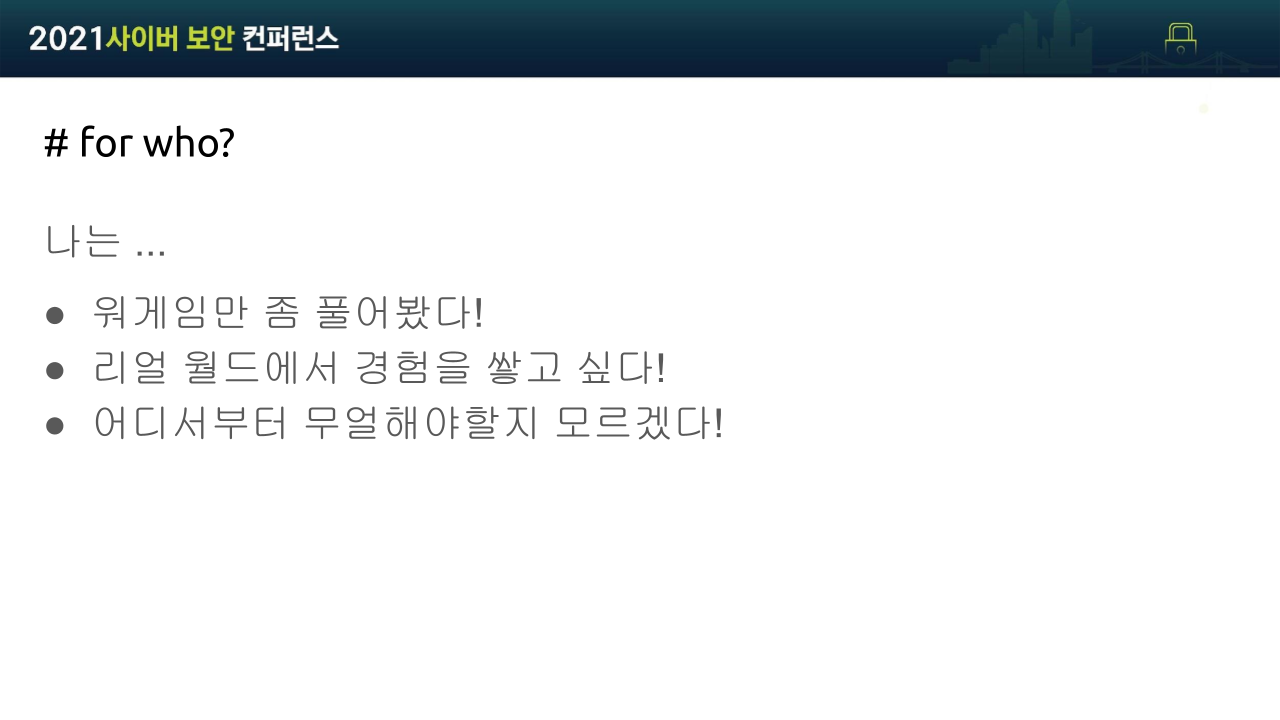 2021사이버 보안 컨퍼런스
# for who?
나는 ...
● 워게임만 좀 풀어봤다!
● 리얼 월드에서 경험을 쌓고 싶다!
● 어디서부터 무얼해야할지 모르겠다!